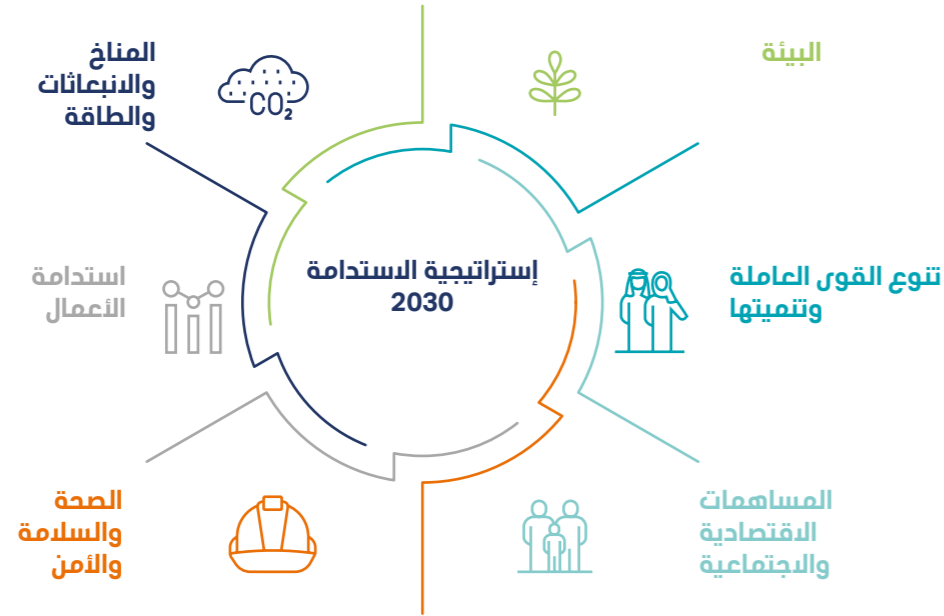 إستراتيجية الاستدامة
2030
البيئة
تنوع القوى العاملة
وتنميتها
المساهمات
الاقتصادية
والاجتماعية
الصحة
والسلامة
والأمن
استدامة
الأعمال
المناخ
والانبعاثات
والطاقة
CO₂